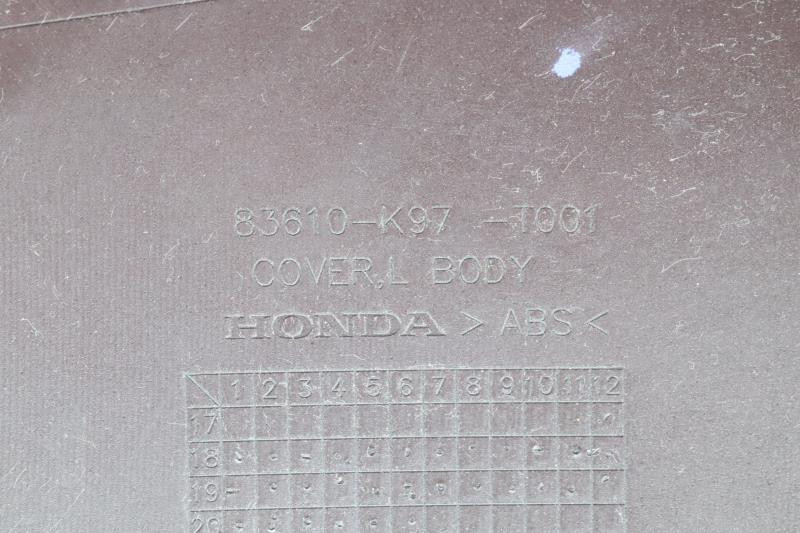 83610-K97 -T001
COVER,L BODY
HONDA >ABS<
1 2 3 4 5 6 7 8 9 10 11 12
17
18
19
20